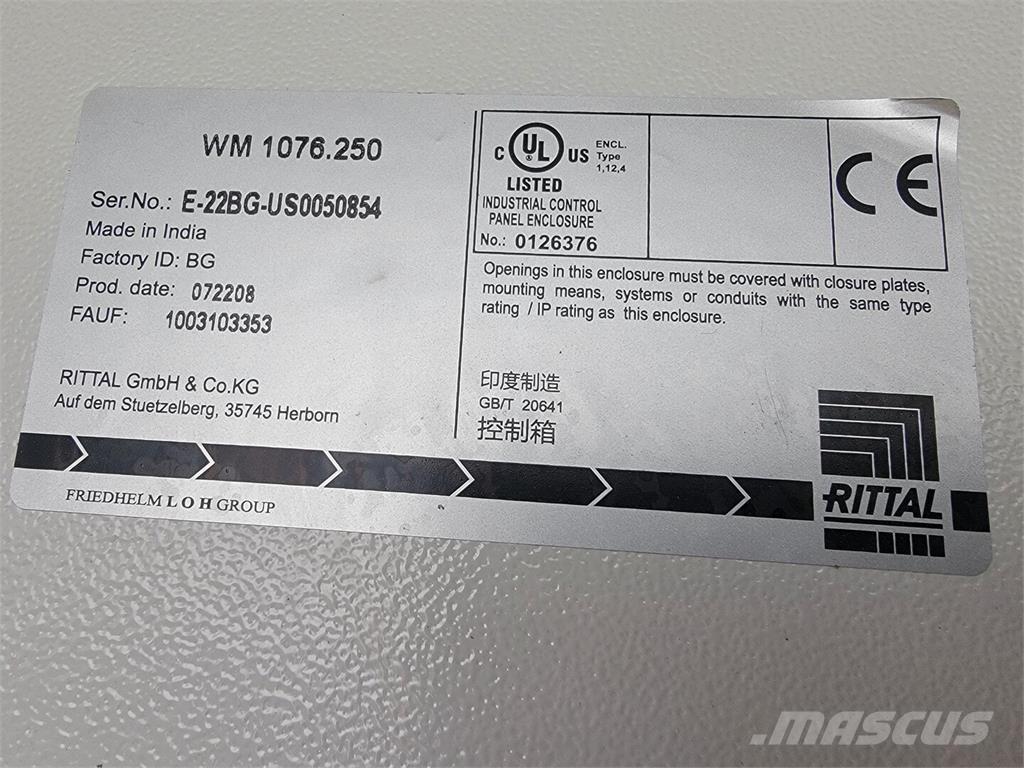 WM 1076.250
Ser.No.: E-22BG-US0050854
Made in India
Factory ID: BG
Prod. date: 072208
FAUF: 1003103353
RITTAL GmbH & Co.KG
Auf dem Stuetzelberg, 35745 Herborn
C UL US
ENCL.
Type
1,12,4
LISTED
INDUSTRIAL CONTROL
PANEL ENCLOSURE
No.: 0126376
CE
Openings in this enclosure must be covered with closure plates,
mounting means, systems or conduits with the same type
rating / IP rating as this enclosure.
印度制造
GB/T 20641
控制箱
RITTAL
FRIEDHELM LOH GROUP
MASCUS